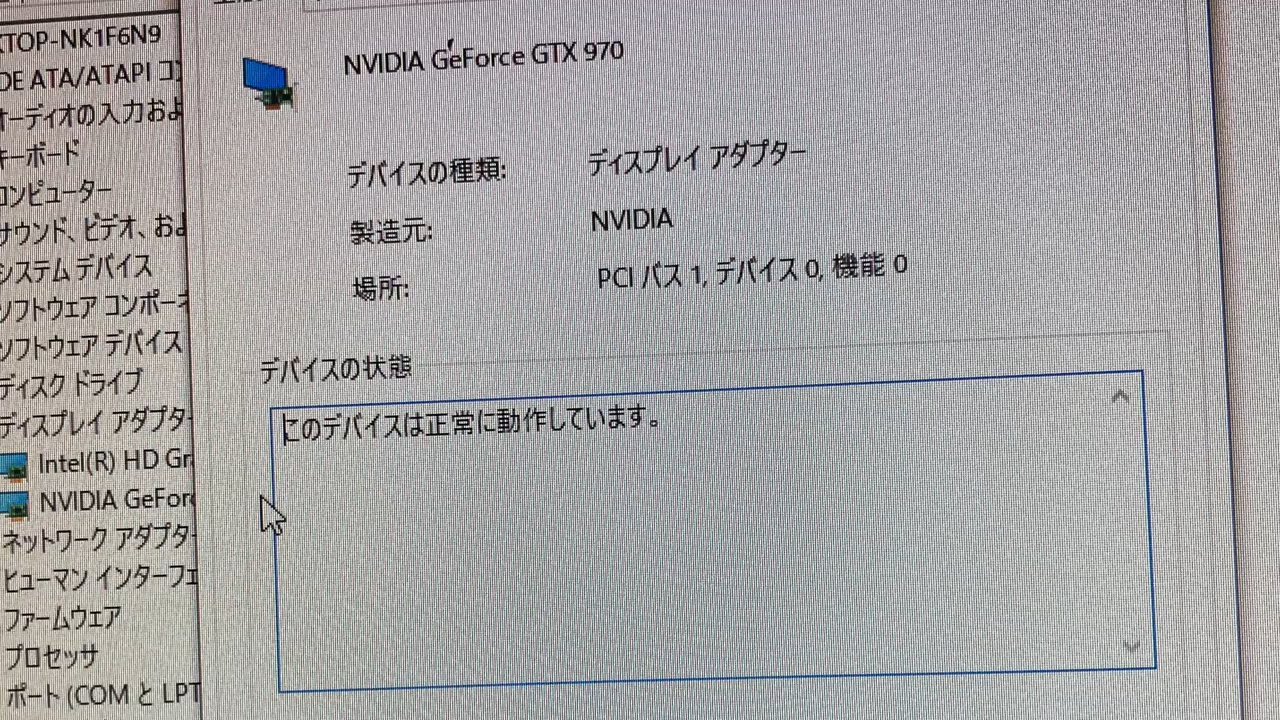 TOP-NK1F6N9
DE ATA/ATAPI コ
オーディオの入力およ
キーボード
コンピューター
サウンド、ビデオ、およ
システム デバイス
ソフトウェア コンポーネ
ソフトウェア デバイス
ディスク ドライブ
ディスプレイ アダプター
Intel(R) HD Gr
NVIDIA GeFor
ネットワーク アダプター
ヒューマン インターフェ
ファームウェア
プロセッサ
ポート (COM と LPT
NVIDIA GeForce GTX 970
デバイスの種類: ディスプレイ アダプター
製造元: NVIDIA
場所: PCI バス 1, デバイス 0, 機能 0
デバイスの状態
このデバイスは正常に動作しています。